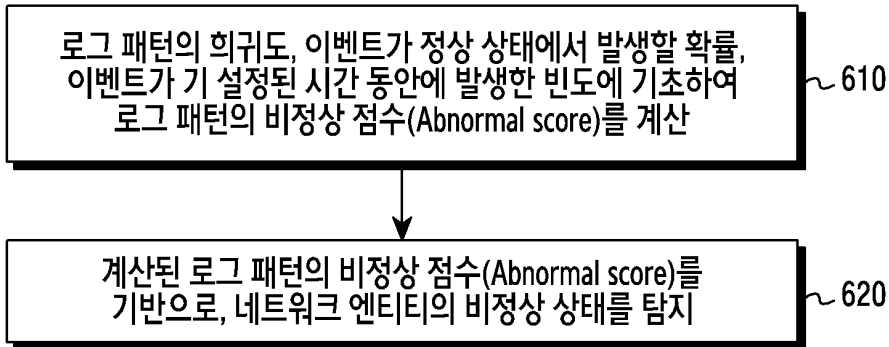 로그 패턴의 희귀도, 이벤트가 정상 상태에서 발생할 확률,
이벤트가 기 설정된 시간 동안에 발생한 빈도에 기초하여
로그 패턴의 비정상 점수(Abnormal score)를 계산
610
계산된 로그 패턴의 비정상 점수(Abnormal score)를
기반으로, 네트워크 엔티티의 비정상 상태를 탐지
620